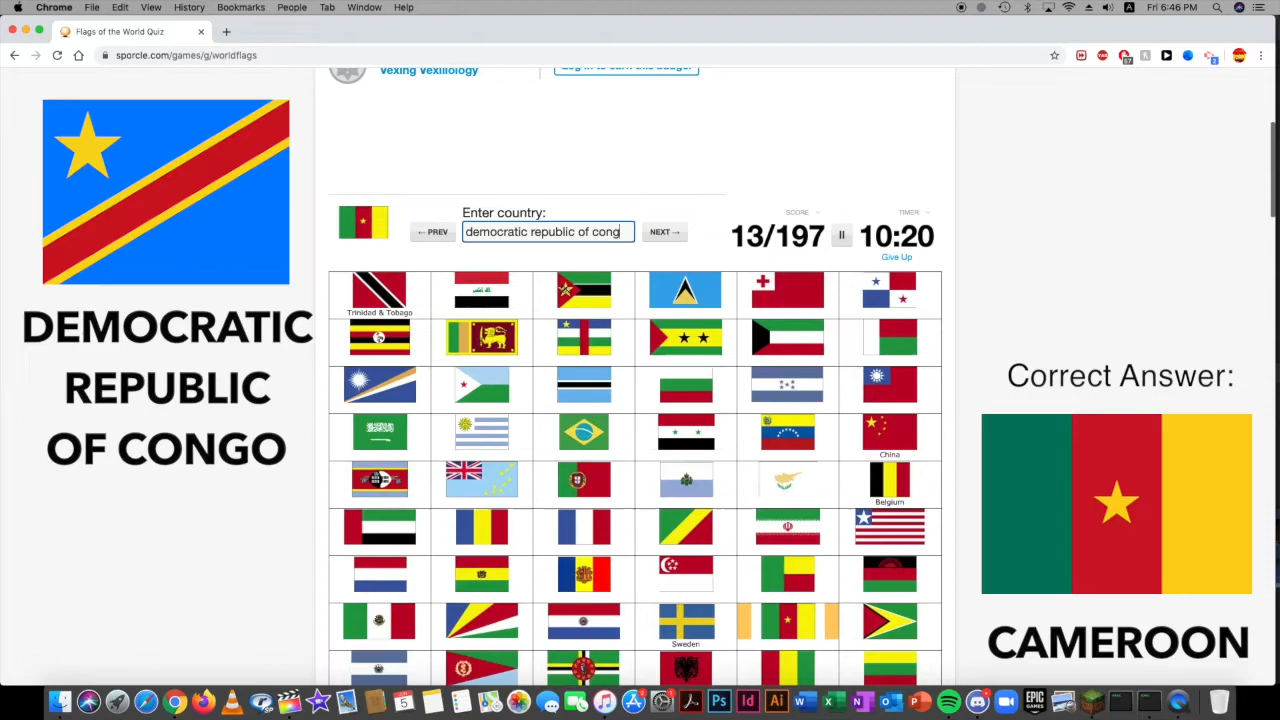 Chrome File Edit View History Bookmarks People Tab Window Help
Fri 6:46 PM
Flags of the World Quiz
sporcle.com/games/g/worldflags
Vexing Vexillology
DEMOCRATIC
REPUBLIC
OF CONGO
Enter country:
← PREV
democratic republic of cong
NEXT →
SCORE
13/197
TIMER
10:20
Give Up
Trinidad & Tobago
China
Belgium
Sweden
Correct Answer:
CAMEROON